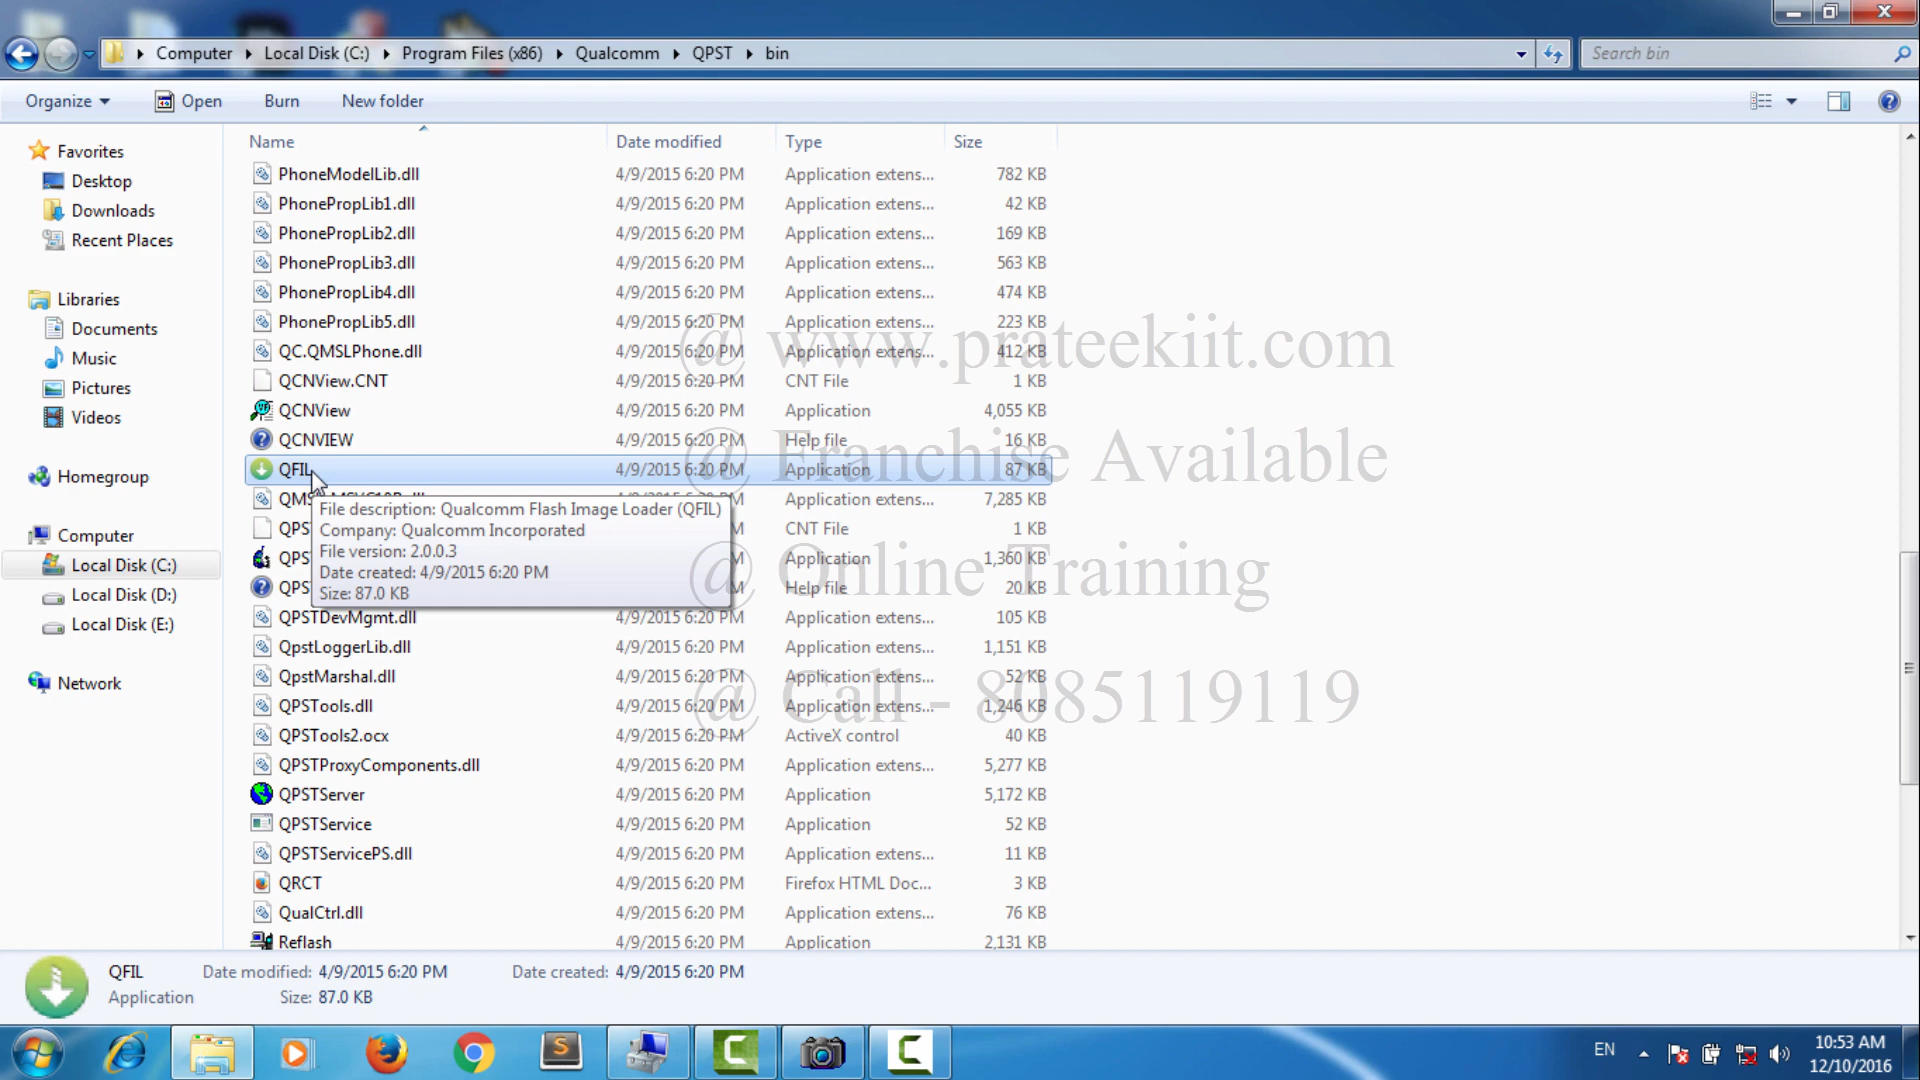 Computer ▸ Local Disk (C:) ▸ Program Files (x86) ▸ Qualcomm ▸ QPST ▸ bin
Search bin
Organize Open Burn New folder
Favorites
Desktop
Downloads
Recent Places
Libraries
Documents
Music
Pictures
Videos
Homegroup
Computer
Local Disk (C:)
Local Disk (D:)
Local Disk (E:)
Network
Name Date modified Type Size
PhoneModelLib.dll 4/9/2015 6:20 PM Application extens... 782 KB
PhonePropLib1.dll 4/9/2015 6:20 PM Application extens... 42 KB
PhonePropLib2.dll 4/9/2015 6:20 PM Application extens... 169 KB
PhonePropLib3.dll 4/9/2015 6:20 PM Application extens... 563 KB
PhonePropLib4.dll 4/9/2015 6:20 PM Application extens... 474 KB
PhonePropLib5.dll 4/9/2015 6:20 PM Application extens... 223 KB
QC.QMSLPhone.dll 4/9/2015 6:20 PM Application extens... 412 KB
QCNView.CNT 4/9/2015 6:20 PM CNT File 1 KB
QCNView 4/9/2015 6:20 PM Application 4,055 KB
QCNVIEW 4/9/2015 6:20 PM Help file 16 KB
QFIL 4/9/2015 6:20 PM Application 87 KB
4/9/2015 6:20 PM Application extens... 7,285 KB
QPS M CNT File 1 KB
QPS M Application 1,360 KB
QPS M Help file 20 KB
File description: Qualcomm Flash Image Loader (QFIL)
Company: Qualcomm Incorporated
File version: 2.0.0.3
Date created: 4/9/2015 6:20 PM
Size: 87.0 KB
QPSTDevMgmt.dll 4/9/2015 6:20 PM Application extens... 105 KB
QpstLoggerLib.dll 4/9/2015 6:20 PM Application extens... 1,151 KB
QpstMarshal.dll 4/9/2015 6:20 PM Application extens... 52 KB
QPSTools.dll 4/9/2015 6:20 PM Application extens... 1,246 KB
QPSTools2.ocx 4/9/2015 6:20 PM ActiveX control 40 KB
QPSTProxyComponents.dll 4/9/2015 6:20 PM Application extens... 5,277 KB
QPSTServer 4/9/2015 6:20 PM Application 5,172 KB
QPSTService 4/9/2015 6:20 PM Application 52 KB
QPSTServicePS.dll 4/9/2015 6:20 PM Application extens... 11 KB
QRCT 4/9/2015 6:20 PM Firefox HTML Doc... 3 KB
QualCtrl.dll 4/9/2015 6:20 PM Application extens... 76 KB
Reflash 4/9/2015 6:20 PM Application 2,131 KB
@ www.prateekiit.com
@ Franchise Available
@ Online Training
@ Call - 8085119119
QFIL Date modified: 4/9/2015 6:20 PM Date created: 4/9/2015 6:20 PM
Application Size: 87.0 KB
EN
10:53 AM
12/10/2016